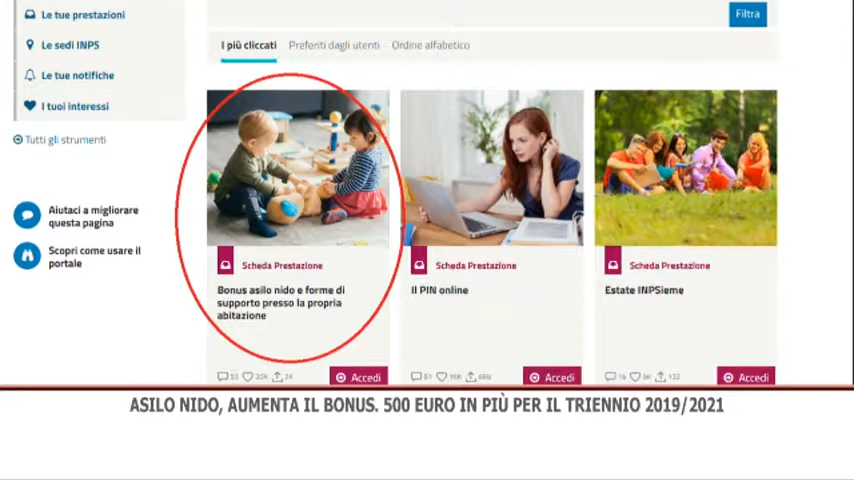 Le tue prestazioni
Le sedi INPS
Le tue notifiche
I tuoi interessi
Tutti gli strumenti
Aiutaci a migliorare
questa pagina
Scopri come usare il
portale
Filtra
I più cliccati Preferiti dagli utenti Ordine alfabetico
Scheda Prestazione
Bonus asilo nido e forme di
supporto presso la propria
abitazione
Accedi
Scheda Prestazione
Il PIN online
Accedi
Scheda Prestazione
Estate INPSieme
Accedi
ASILO NIDO, AUMENTA IL BONUS. 500 EURO IN PIÙ PER IL TRIENNIO 2019/2021